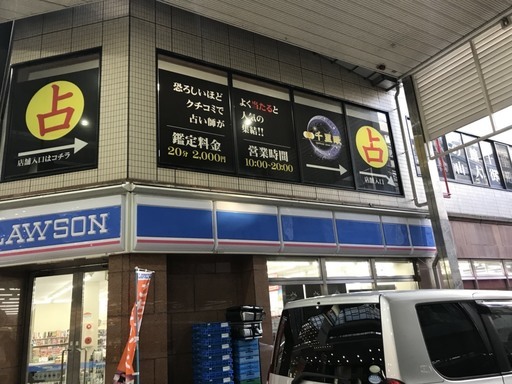 占
店舗入口はコチラ
恐ろしいほど
クチコミで
占い師が
鑑定料金
20分 2,000円
よく当たると
人気の
集結!!
営業時間
10:00-20:00
占
店舗入口
LAWSON